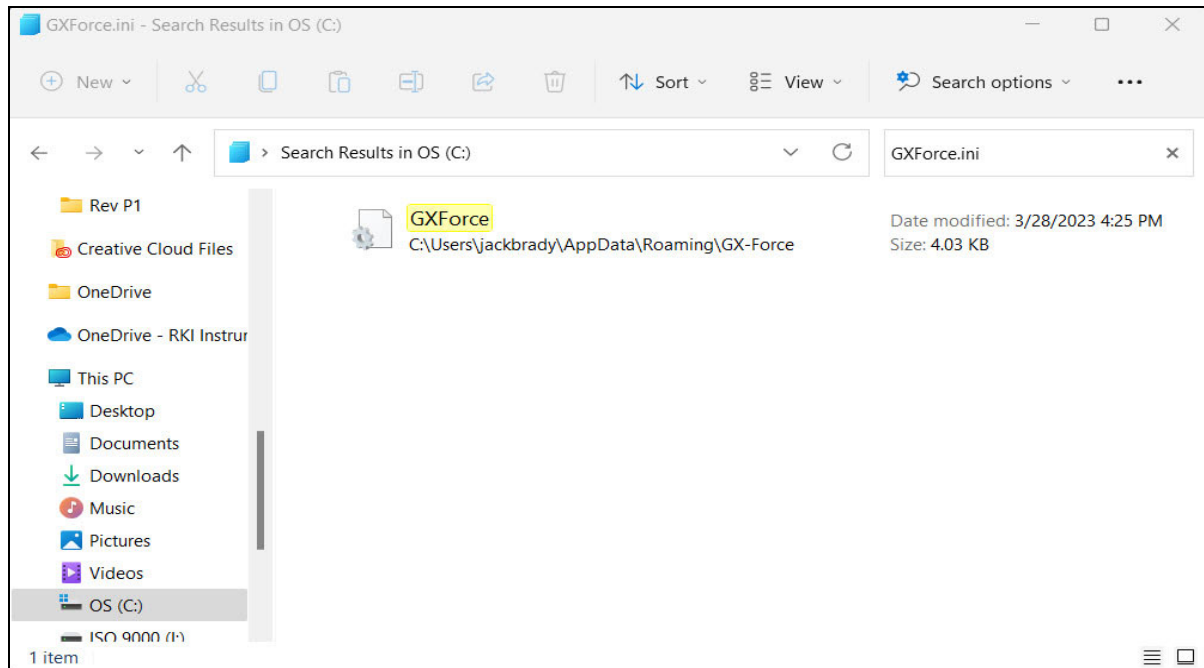 GXForce.ini - Search Results in OS (C:)
New
Sort
View
Search options
Search Results in OS (C:)
GXForce.ini
Rev P1
Creative Cloud Files
OneDrive
OneDrive - RKI Instrur
This PC
Desktop
Documents
Downloads
Music
Pictures
Videos
OS (C:)
ISO 9000 (I:)
GXForce
C:\Users\jackbrady\AppData\Roaming\GX-Force
Date modified: 3/28/2023 4:25 PM
Size: 4.03 KB
1 item